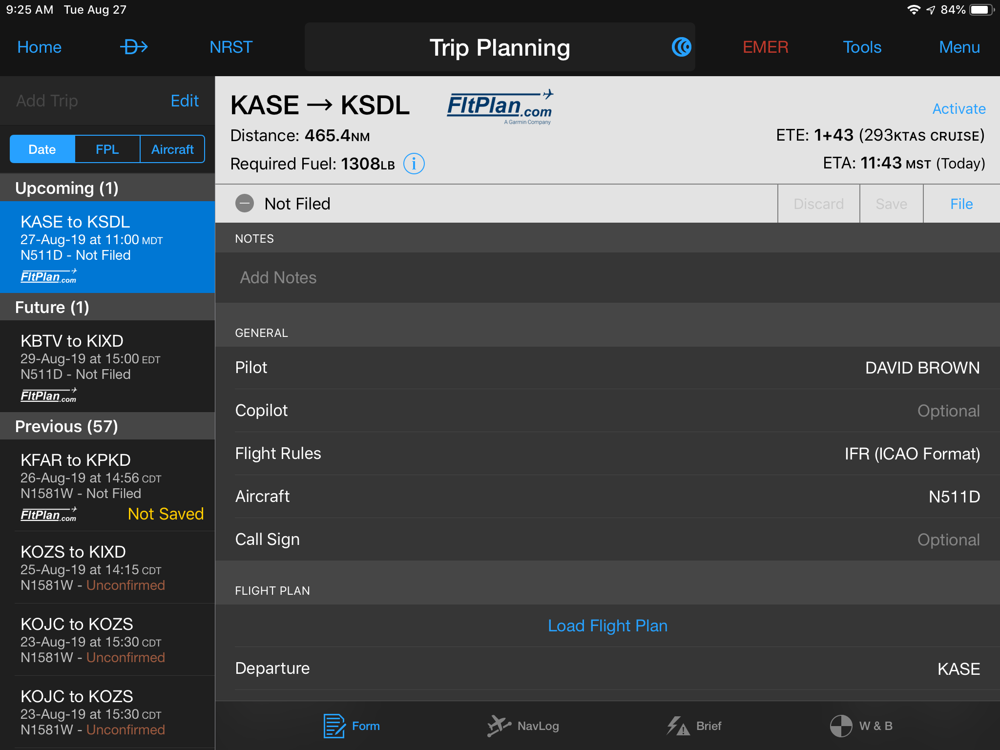 9:25 AM Tue Aug 27 84%
Home D NRST Trip Planning EMER Tools Menu
Add Trip Edit
Date FPL Aircraft
Upcoming (1)
KASE to KSDL
27-Aug-19 at 11:00 MDT
N511D - Not Filed
FltPlan.com
Future (1)
KBTV to KIXD
29-Aug-19 at 15:00 EDT
N511D - Not Filed
FltPlan.com
Previous (57)
KFAR to KPKD
26-Aug-19 at 14:56 CDT
N1581W - Not Filed
FltPlan.com Not Saved
KOZS to KIXD
25-Aug-19 at 14:15 CDT
N1581W - Unconfirmed
KOJC to KOZS
23-Aug-19 at 15:30 CDT
N1581W - Unconfirmed
KOJC to KOZS
23-Aug-19 at 15:30 CDT
N1581W - Unconfirmed
KASE → KSDL
FltPlan.com
A Garmin Company
Activate
Distance: 465.4NM
ETE: 1+43 (293KTAS CRUISE)
Required Fuel: 1308LB i
ETA: 11:43 MST (Today)
Not Filed Discard Save File
NOTES
Add Notes
GENERAL
Pilot DAVID BROWN
Copilot Optional
Flight Rules IFR (ICAO Format)
Aircraft N511D
Call Sign Optional
FLIGHT PLAN
Load Flight Plan
Departure KASE
Form NavLog Brief W & B